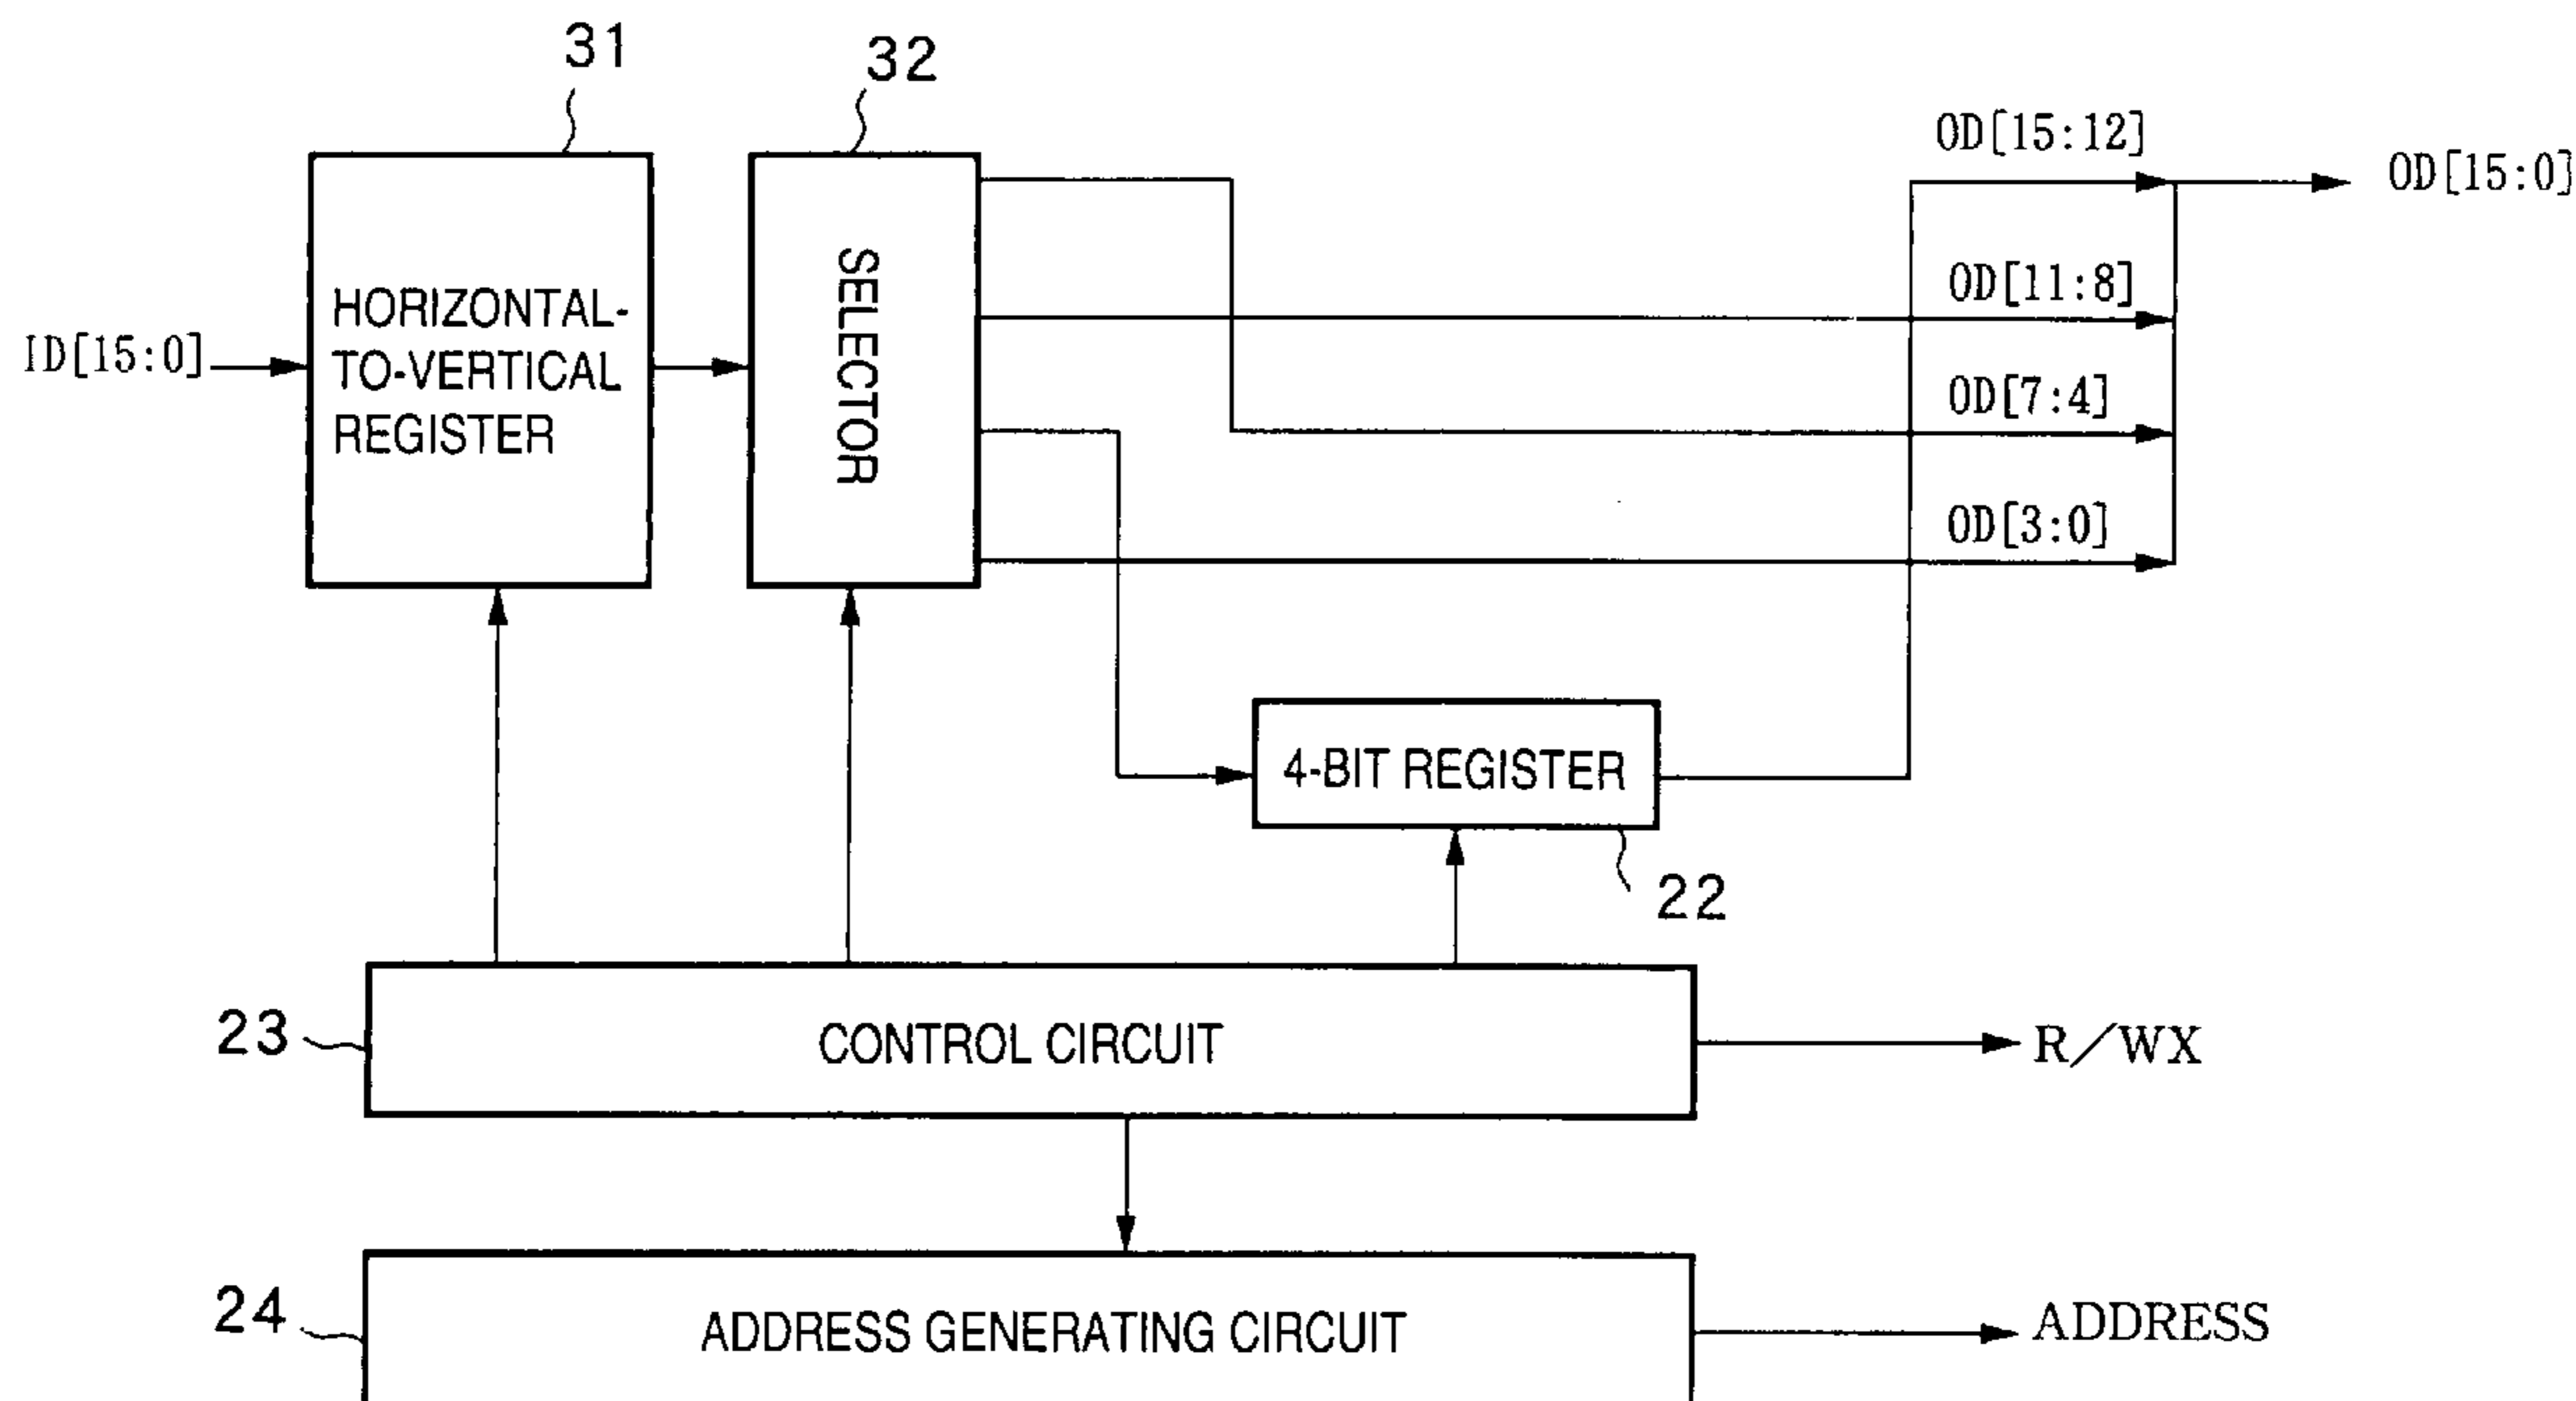 31
32
OD[15:12]
OD[15:0]
HORIZONTAL-
TO-VERTICAL
REGISTER
SELECTOR
ID[15:0]
OD[11:8]
OD[7:4]
OD[3:0]
4-BIT REGISTER
22
23
CONTROL CIRCUIT
R/WX
24
ADDRESS GENERATING CIRCUIT
ADDRESS